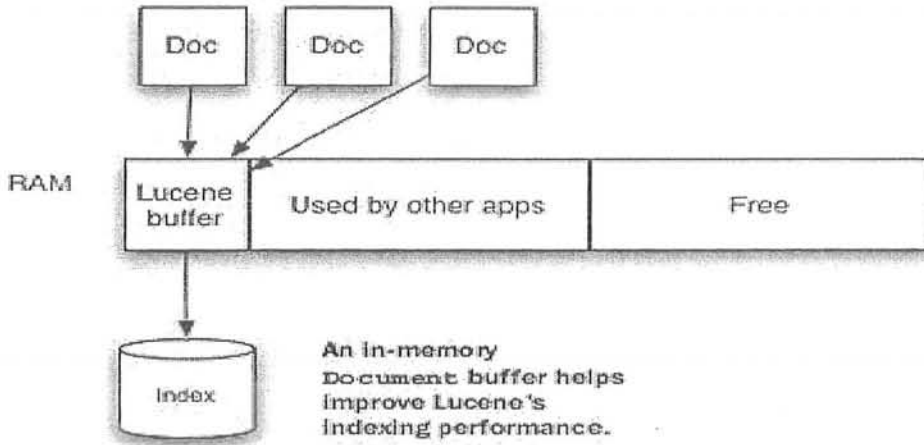 Doc
Doc
Doc
RAM
Lucene
buffer
Used by other apps
Free
Index
An in-memory
Document buffer helps
improve Lucene's
indexing performance.